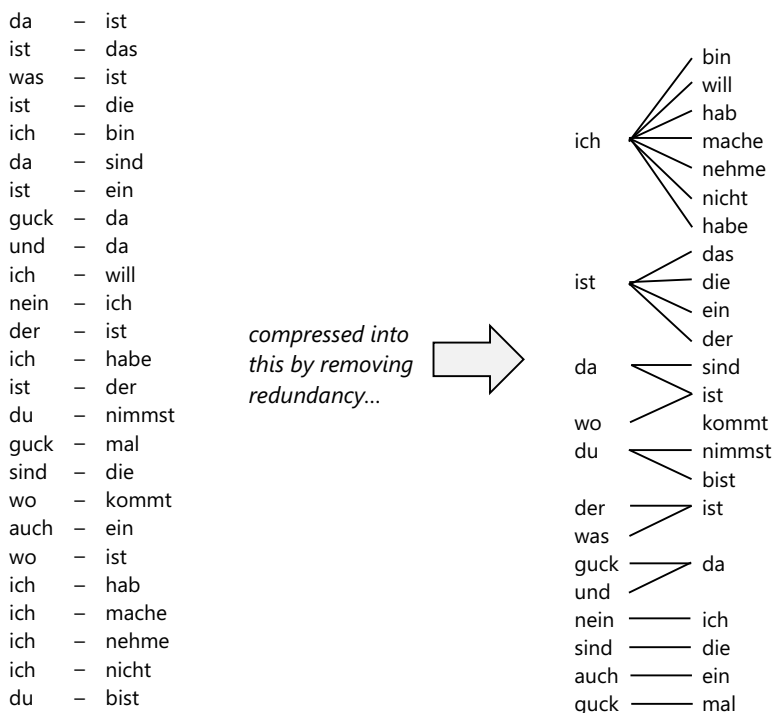 da – ist
ist – das
was – ist
ist – die
ich – bin
da – sind
ist – ein
guck – da
und – da
ich – will
nein – ich
der – ist
ich – habe
ist – der
du – nimmst
guck – mal
sind – die
wo – kommt
auch – ein
wo – ist
ich – hab
ich – mache
ich – nehme
ich – nicht
du – bist
compressed into
this by removing
redundancy...
bin
will
hab
ich mache
nehme
nicht
habe
das
ist die
ein
der
da sind
ist
wo kommt
du nimmst
bist
der ist
was
guck da
und
nein ich
sind die
auch ein
guck mal